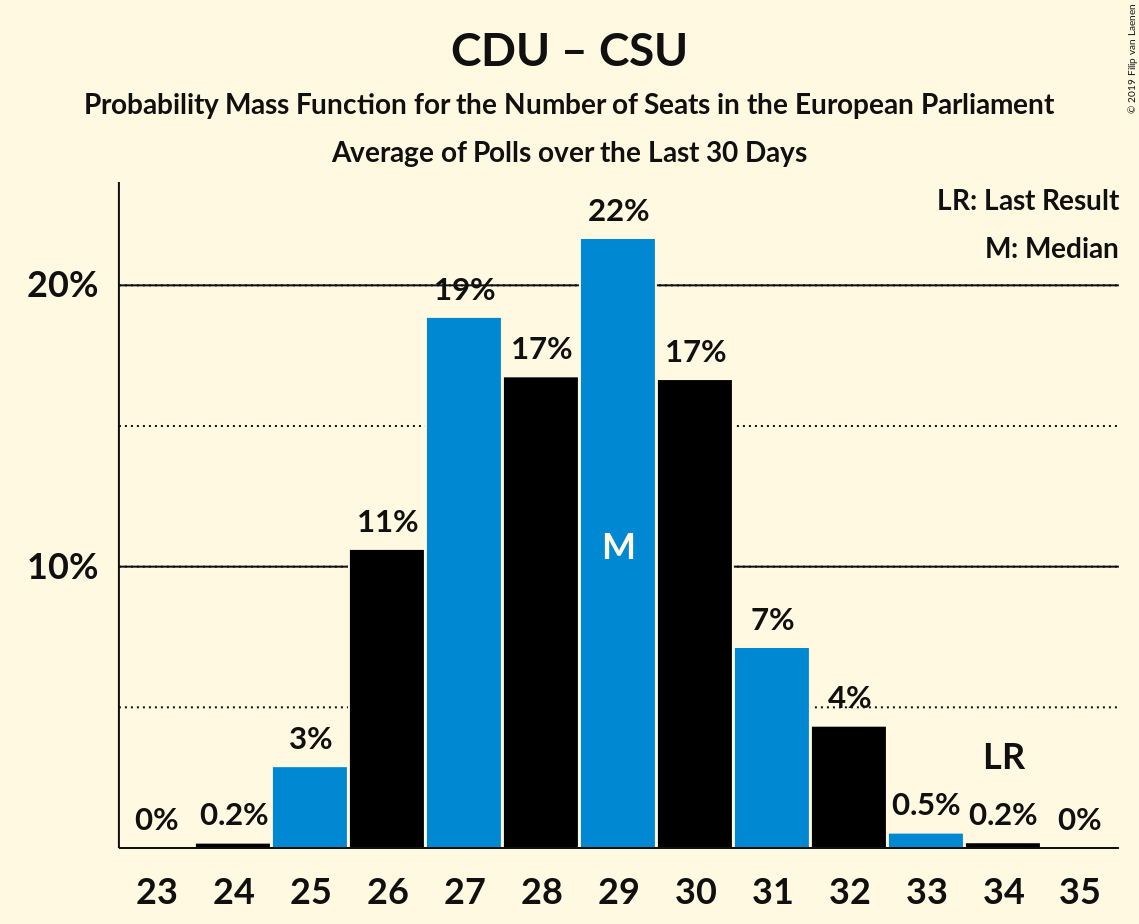 CDU – CSU
Probability Mass Function for the Number of Seats in the European Parliament
Average of Polls over the Last 30 Days
© 2019 Filip van Laenen
LR: Last Result
M: Median
20%
10%
0%
0.2%
3%
11%
19%
17%
22%
17%
7%
4%
0.5%
0.2%
0%
M
LR
23 24 25 26 27 28 29 30 31 32 33 34 35